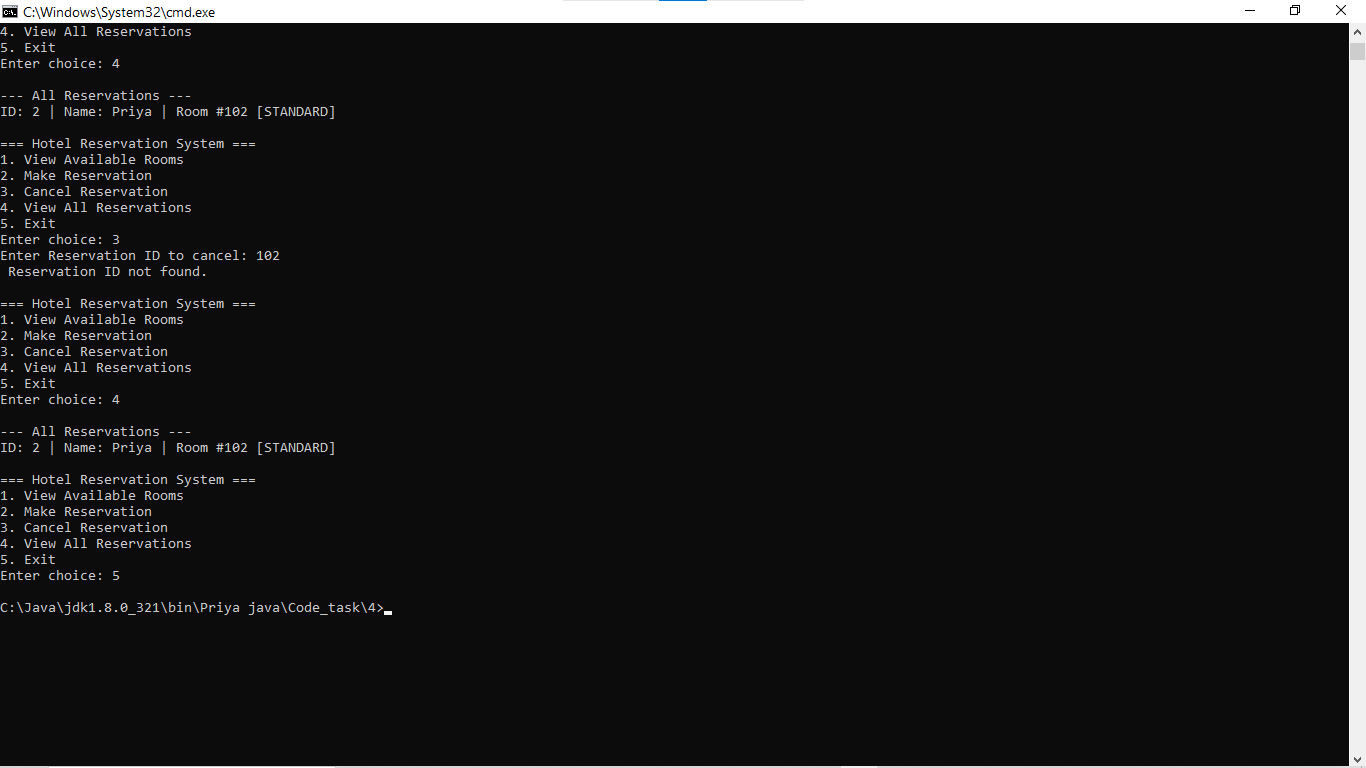 C:\Windows\System32\cmd.exe
4. View All Reservations
5. Exit
Enter choice: 4
--- All Reservations ---
ID: 2 | Name: Priya | Room #102 [STANDARD]
=== Hotel Reservation System ===
1. View Available Rooms
2. Make Reservation
3. Cancel Reservation
4. View All Reservations
5. Exit
Enter choice: 3
Enter Reservation ID to cancel: 102
Reservation ID not found.
=== Hotel Reservation System ===
1. View Available Rooms
2. Make Reservation
3. Cancel Reservation
4. View All Reservations
5. Exit
Enter choice: 4
--- All Reservations ---
ID: 2 | Name: Priya | Room #102 [STANDARD]
=== Hotel Reservation System ===
1. View Available Rooms
2. Make Reservation
3. Cancel Reservation
4. View All Reservations
5. Exit
Enter choice: 5
C:\Java\jdk1.8.0_321\bin\Priya java\Code_task\4>